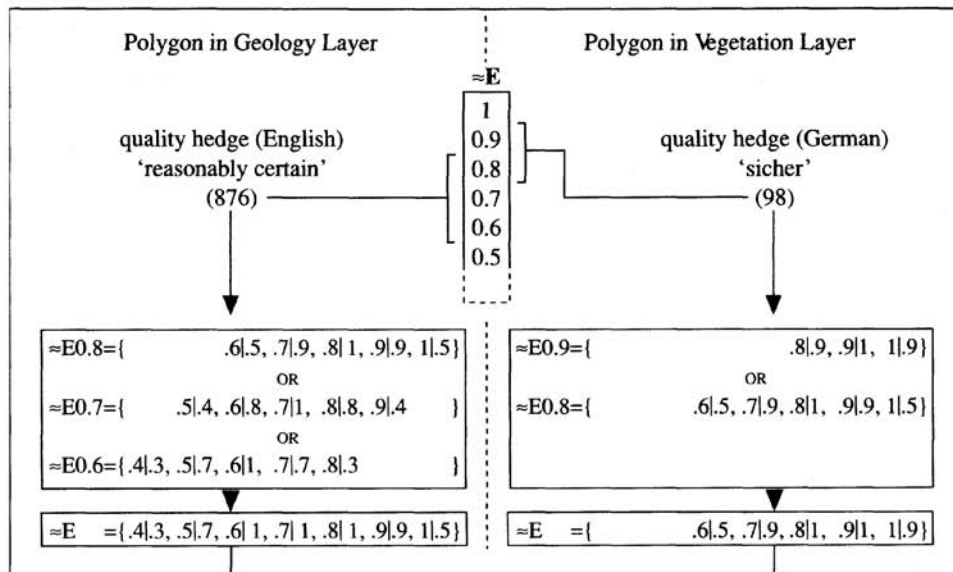 Polygon in Geology Layer
Polygon in Vegetation Layer
≈E
1
0.9
0.8
0.7
0.6
0.5
quality hedge (English)
'reasonably certain'
(876)
quality hedge (German)
'sicher'
(98)
≈E0.8={ .6|.5, .7|.9, .8|1, .9|.9, 1|.5}
OR
≈E0.7={ .5|.4, .6|.8, .7|1, .8|.8, .9|.4 }
OR
≈E0.6={.4|.3, .5|.7, .6|1, .7|.7, .8|.3 }
≈E ={.4|.3, .5|.7, .6|1, .7|1, .8|1, .9|.9, 1|.5}
≈E0.9={ .8|.9, .9|1, 1|.9}
OR
≈E0.8={ .6|.5, .7|.9, .8|1, .9|.9, 1|.5}
≈E ={ .6|.5, .7|.9, .8|1, .9|1, 1|.9}